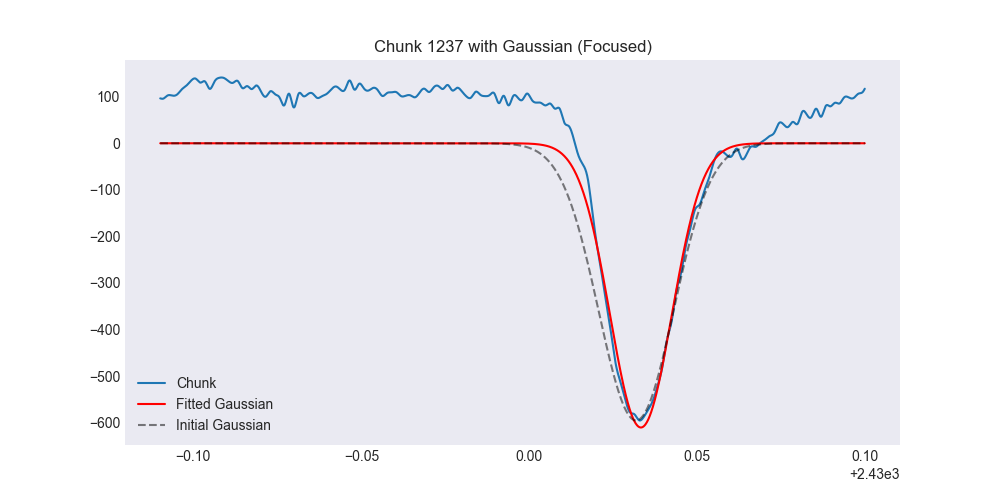 Chunk 1237 with Gaussian (Focused)
100
0
−100
−200
−300
−400
−500
−600
Chunk
Fitted Gaussian
Initial Gaussian
−0.10 −0.05 0.00 0.05 0.10
+2.43e3